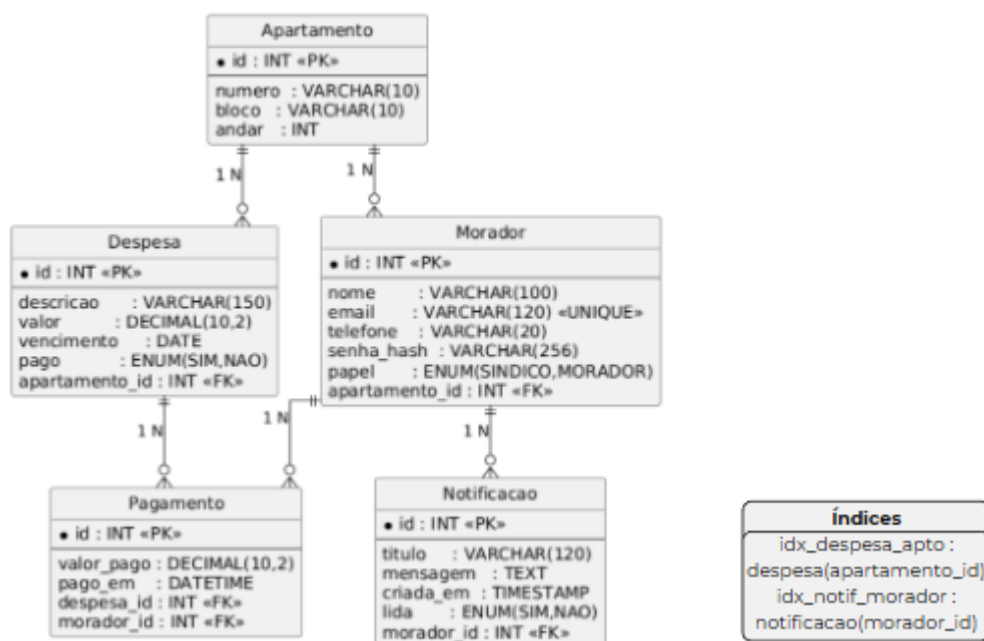 Apartamento
● id : INT «PK»
numero : VARCHAR(10)
bloco : VARCHAR(10)
andar : INT
1 N
1 N
Despesa
● id : INT «PK»
descricao : VARCHAR(150)
valor : DECIMAL(10,2)
vencimento : DATE
pago : ENUM(SIM,NAO)
apartamento_id : INT «FK»
Morador
● id : INT «PK»
nome : VARCHAR(100)
email : VARCHAR(120) «UNIQUE»
telefone : VARCHAR(20)
senha_hash : VARCHAR(256)
papel : ENUM(SINDICO,MORADOR)
apartamento_id : INT «FK»
1 N
1 N
1 N
Pagamento
● id : INT «PK»
valor_pago : DECIMAL(10,2)
pago_em : DATETIME
despesa_id : INT «FK»
morador_id : INT «FK»
Notificacao
● id : INT «PK»
titulo : VARCHAR(120)
mensagem : TEXT
criada_em : TIMESTAMP
lida : ENUM(SIM,NAO)
morador_id : INT «FK»
Índices
idx_despesa_apto :
despesa(apartamento_id)
idx_notif_morador :
notificacao(morador_id)